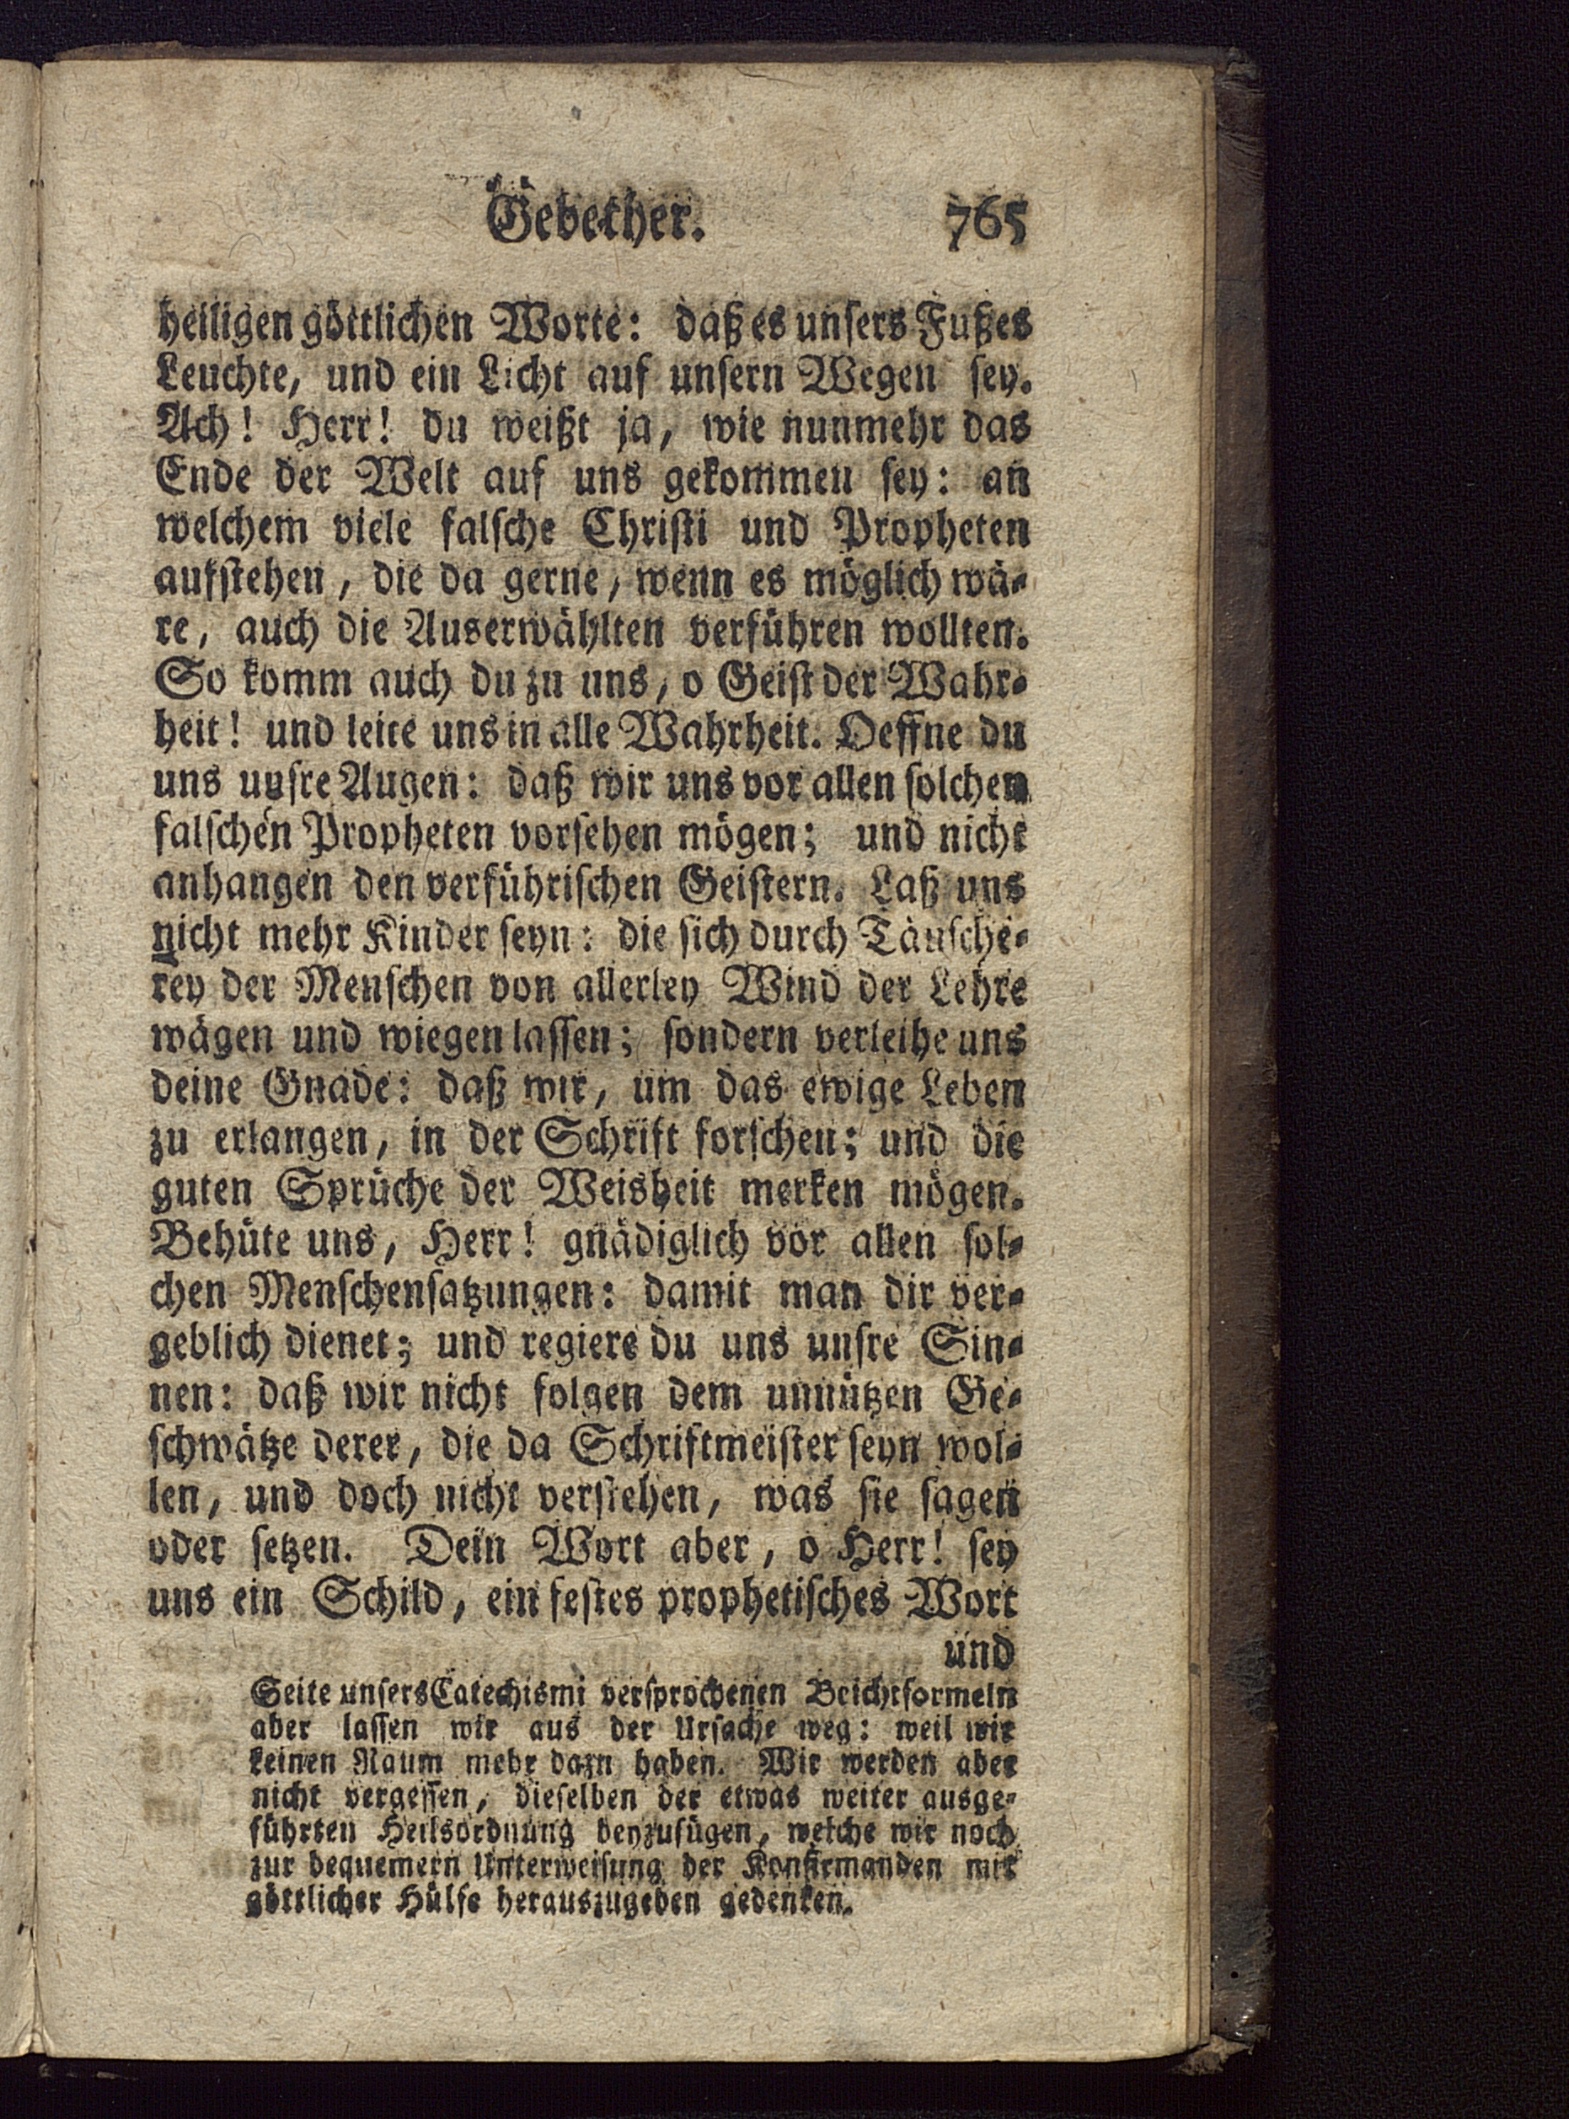 Gebether. 765
heiligen göttlichen Worte: daß es unsers Fußes
Leuchte, und ein Licht auf unsern Wegen sey.
Ach! Herr! du weißt ja, wie nunmehr das
Ende der Welt auf uns gekommen sey: an
welchem viele falsche Christi und Propheten
aufstehen, die da gerne, wenn es möglich wä-
re, auch die Auserwählten verführen wollten.
So komm auch du zu uns, o Geist der Wahr-
heit! und leite uns in alle Wahrheit. Oeffne du
uns unsre Augen: daß wir uns vor allen solchen
falschen Propheten vorsehen mögen; und nicht
anhangen den verführischen Geistern. Laß uns
nicht mehr Kinder seyn: die sich durch Täusche-
rey der Menschen von allerley Wind der Lehre
wägen und wiegen lassen; sondern verleihe uns
deine Gnade: daß wir, um das ewige Leben
zu erlangen, in der Schrift forschen; und die
guten Sprüche der Weisheit merken mögen.
Behüte uns, Herr! gnädiglich vor allen sol-
chen Menschensatzungen: damit man dir ver-
geblich dienet; und regiere du uns unsre Sin-
nen: daß wir nicht folgen dem unnützen Ge-
schwätze derer, die da Schriftmeister seyn wol-
len, und doch nicht verstehen, was sie sagen
oder setzen. Dein Wort aber, o Herr! sey
uns ein Schild, ein festes prophetisches Wort
und
Seite unsers Catechismi versprochenen Beichtformeln
aber lassen wir aus der Ursache weg: weil wir
keinen Raum mehr dazu haben. Wir werden aber
nicht vergessen, dieselben der etwas weiter ausge-
führten Heilsordnung beyzufügen, welche wir noch
zur bequemern Unterweisung der Konfirmanden mit
göttlicher Hülfe herauszugeben gedenken.